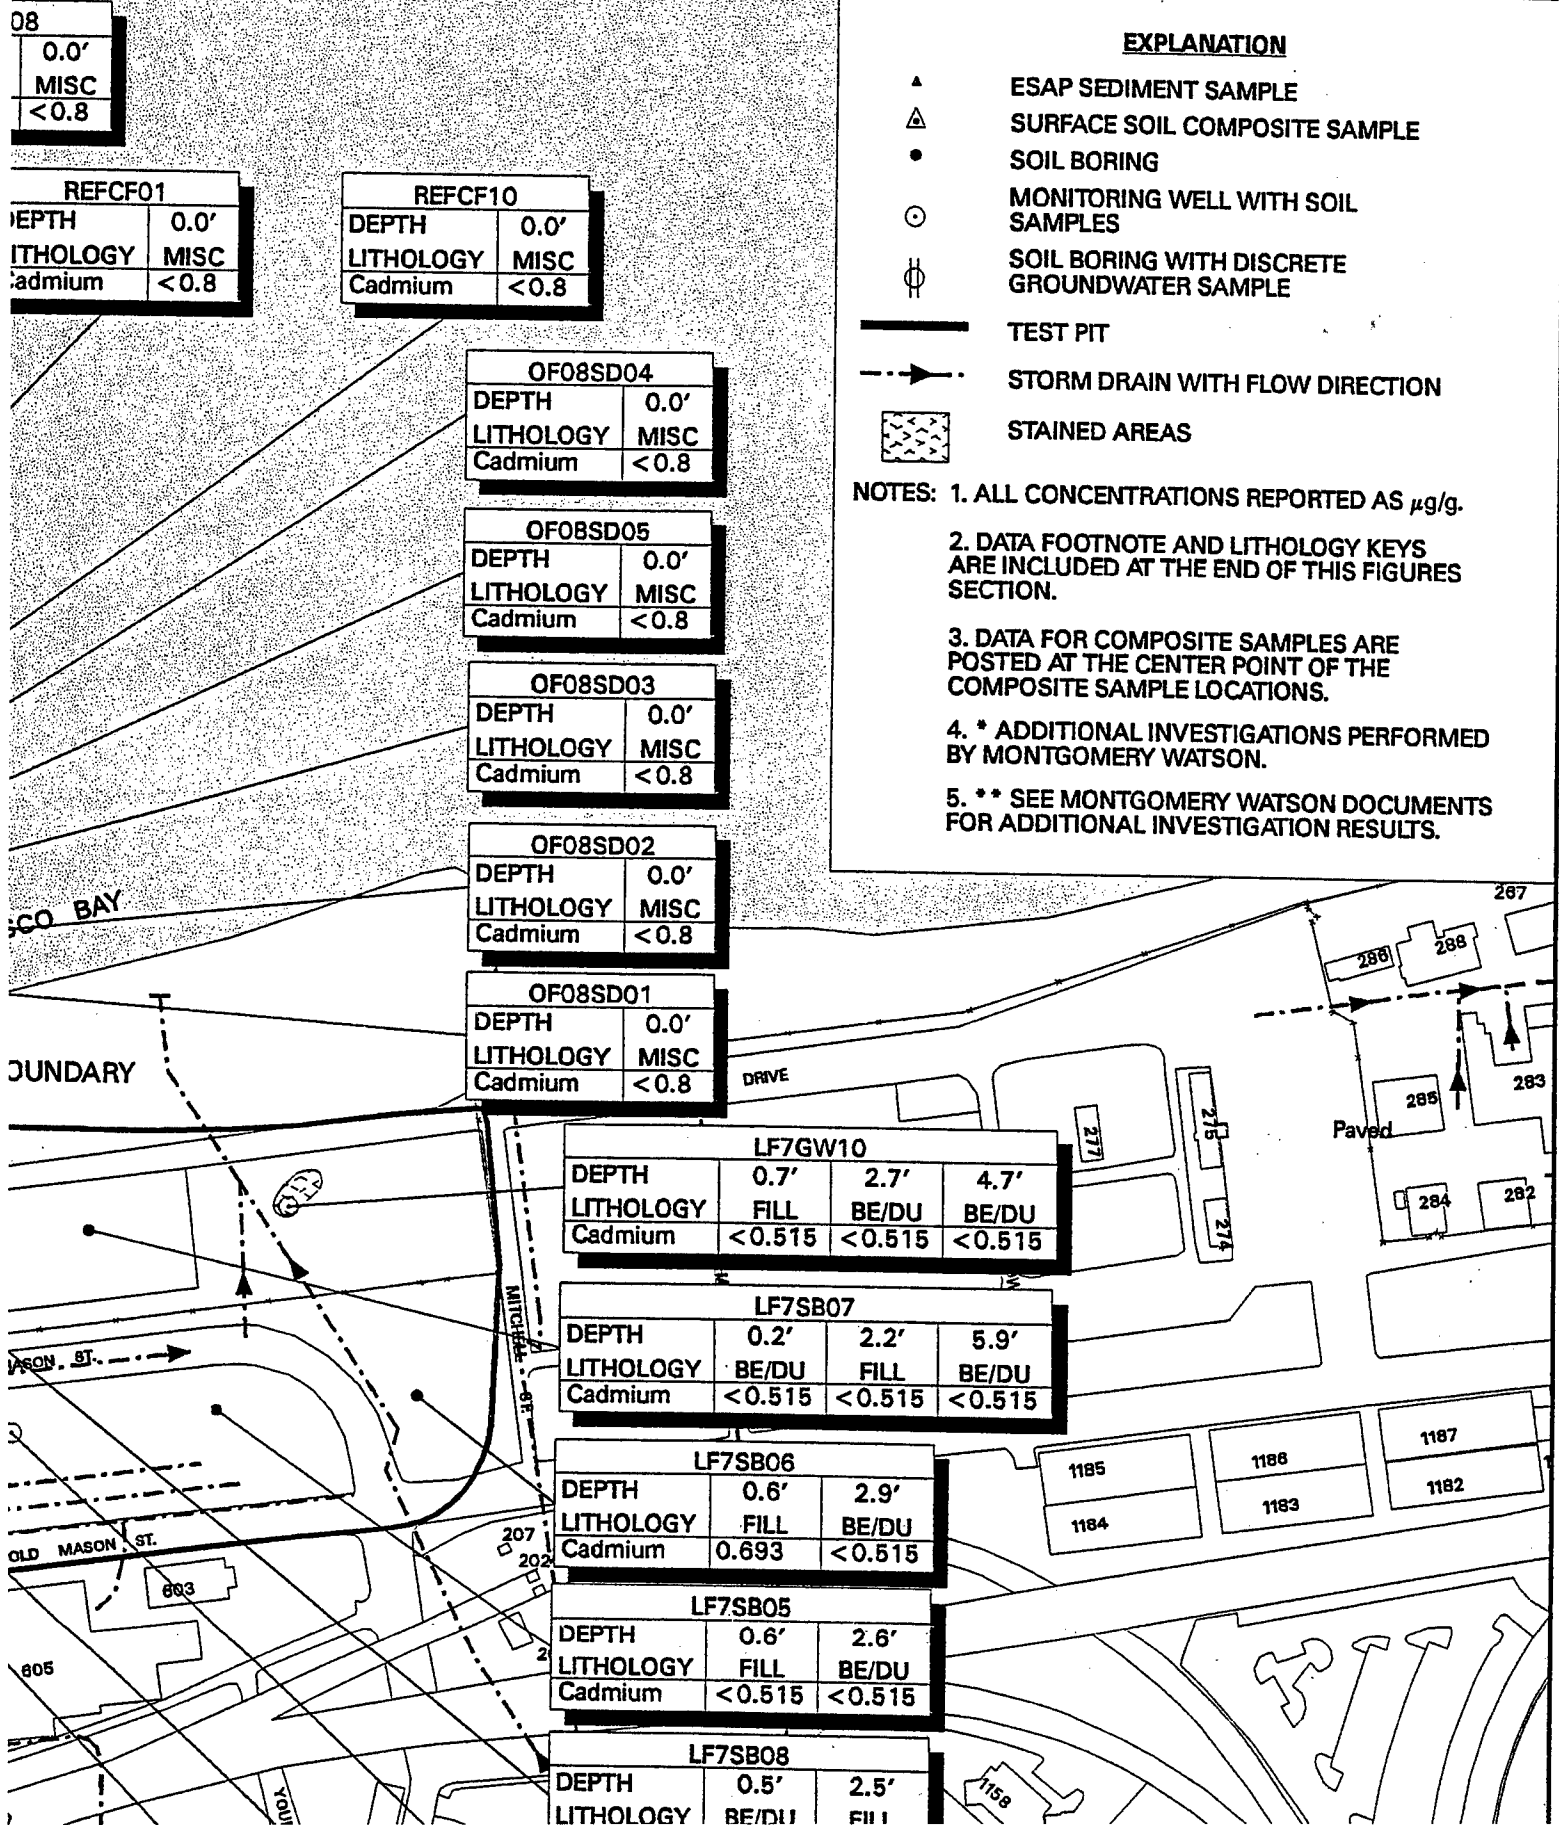 08
0.0′
MISC
<0.8
REFCF01
DEPTH 0.0′
LITHOLOGY MISC
Cadmium <0.8
REFCF10
DEPTH 0.0′
LITHOLOGY MISC
Cadmium <0.8
OF08SD04
DEPTH 0.0′
LITHOLOGY MISC
Cadmium <0.8
OF08SD05
DEPTH 0.0′
LITHOLOGY MISC
Cadmium <0.8
OF08SD03
DEPTH 0.0′
LITHOLOGY MISC
Cadmium <0.8
OF08SD02
DEPTH 0.0′
LITHOLOGY MISC
Cadmium <0.8
OF08SD01
DEPTH 0.0′
LITHOLOGY MISC
Cadmium <0.8
LF7GW10
DEPTH 0.7′ 2.7′ 4.7′
LITHOLOGY FILL BE/DU BE/DU
Cadmium <0.515 <0.515 <0.515
LF7SB07
DEPTH 0.2′ 2.2′ 5.9′
LITHOLOGY BE/DU FILL BE/DU
Cadmium <0.515 <0.515 <0.515
LF7SB06
DEPTH 0.6′ 2.9′
LITHOLOGY FILL BE/DU
Cadmium 0.693 <0.515
LF7SB05
DEPTH 0.6′ 2.6′
LITHOLOGY FILL BE/DU
Cadmium <0.515 <0.515
LF7SB08
DEPTH 0.5′ 2.5′
LITHOLOGY BE/DU FILL
EXPLANATION
ESAP SEDIMENT SAMPLE
SURFACE SOIL COMPOSITE SAMPLE
SOIL BORING
MONITORING WELL WITH SOIL
SAMPLES
SOIL BORING WITH DISCRETE
GROUNDWATER SAMPLE
TEST PIT
STORM DRAIN WITH FLOW DIRECTION
STAINED AREAS
NOTES: 1. ALL CONCENTRATIONS REPORTED AS µg/g.
2. DATA FOOTNOTE AND LITHOLOGY KEYS
ARE INCLUDED AT THE END OF THIS FIGURES
SECTION.
3. DATA FOR COMPOSITE SAMPLES ARE
POSTED AT THE CENTER POINT OF THE
COMPOSITE SAMPLE LOCATIONS.
4. * ADDITIONAL INVESTIGATIONS PERFORMED
BY MONTGOMERY WATSON.
5. ** SEE MONTGOMERY WATSON DOCUMENTS
FOR ADDITIONAL INVESTIGATION RESULTS.
SCO BAY
OUNDARY
DRIVE
MITCHELL ST.
MASON ST.
OLD MASON ST.
YOU
Paved
287
286
288
283
285
284
282
277
275
274
1185
1184
1186
1183
1187
1182
207
202
603
605
1158